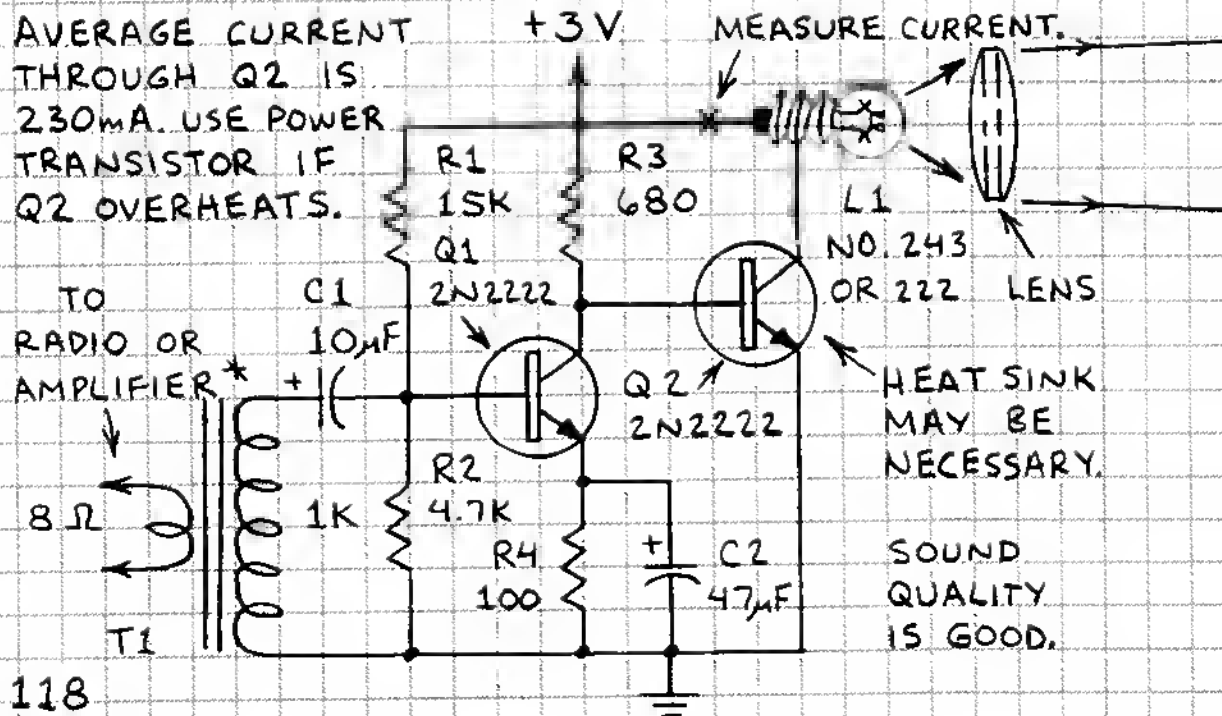 AVERAGE CURRENT
THROUGH Q2 IS
230mA. USE POWER
TRANSISTOR IF
Q2 OVERHEATS.
+3V
MEASURE CURRENT.
R1
15K
R3
680
L1
NO. 243
OR 222
LENS
Q1
2N2222
C1
10µF
+
TO
RADIO OR
AMPLIFIER*
8 Ω
1K
T1
R2
4.7K
R4
100
+
C2
47µF
Q2
2N2222
HEAT SINK
MAY BE
NECESSARY.
SOUND
QUALITY
IS GOOD.
118